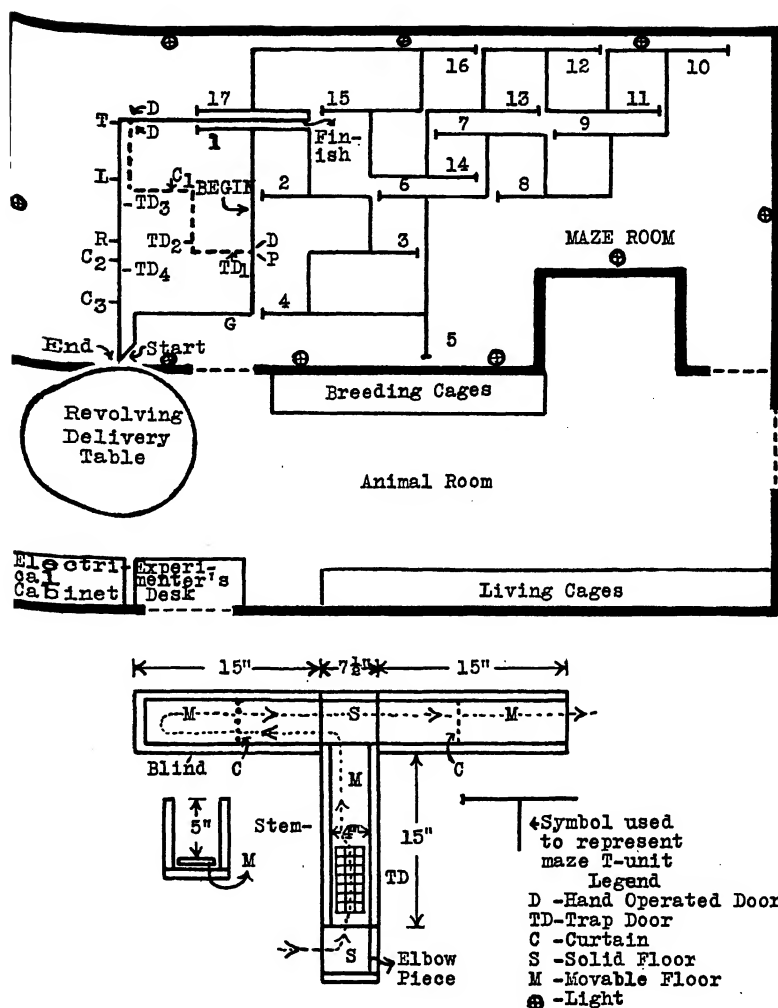 16
12
10
D
17
15
13
11
T
D
1
Fin-
ish
7
9
14
L
C1
BEGIN
2
6
8
TD3
R
TD2
D
3
MAZE ROOM
C2
TD4
TD1
P
C3
4
G
5
End
Start
Breeding Cages
Revolving
Delivery
Table
Animal Room
Electri-
cal
Cabinet
Experi-
menter's
Desk
Living Cages
15"
7½"
15"
M
S
M
Blind
C
C
M
5"
Stem-
4"
15"
M
TD
S
Elbow
Piece
Symbol used
to represent
maze T-unit
Legend
D -Hand Operated Door
TD-Trap Door
C -Curtain
S -Solid Floor
M -Movable Floor
-Light